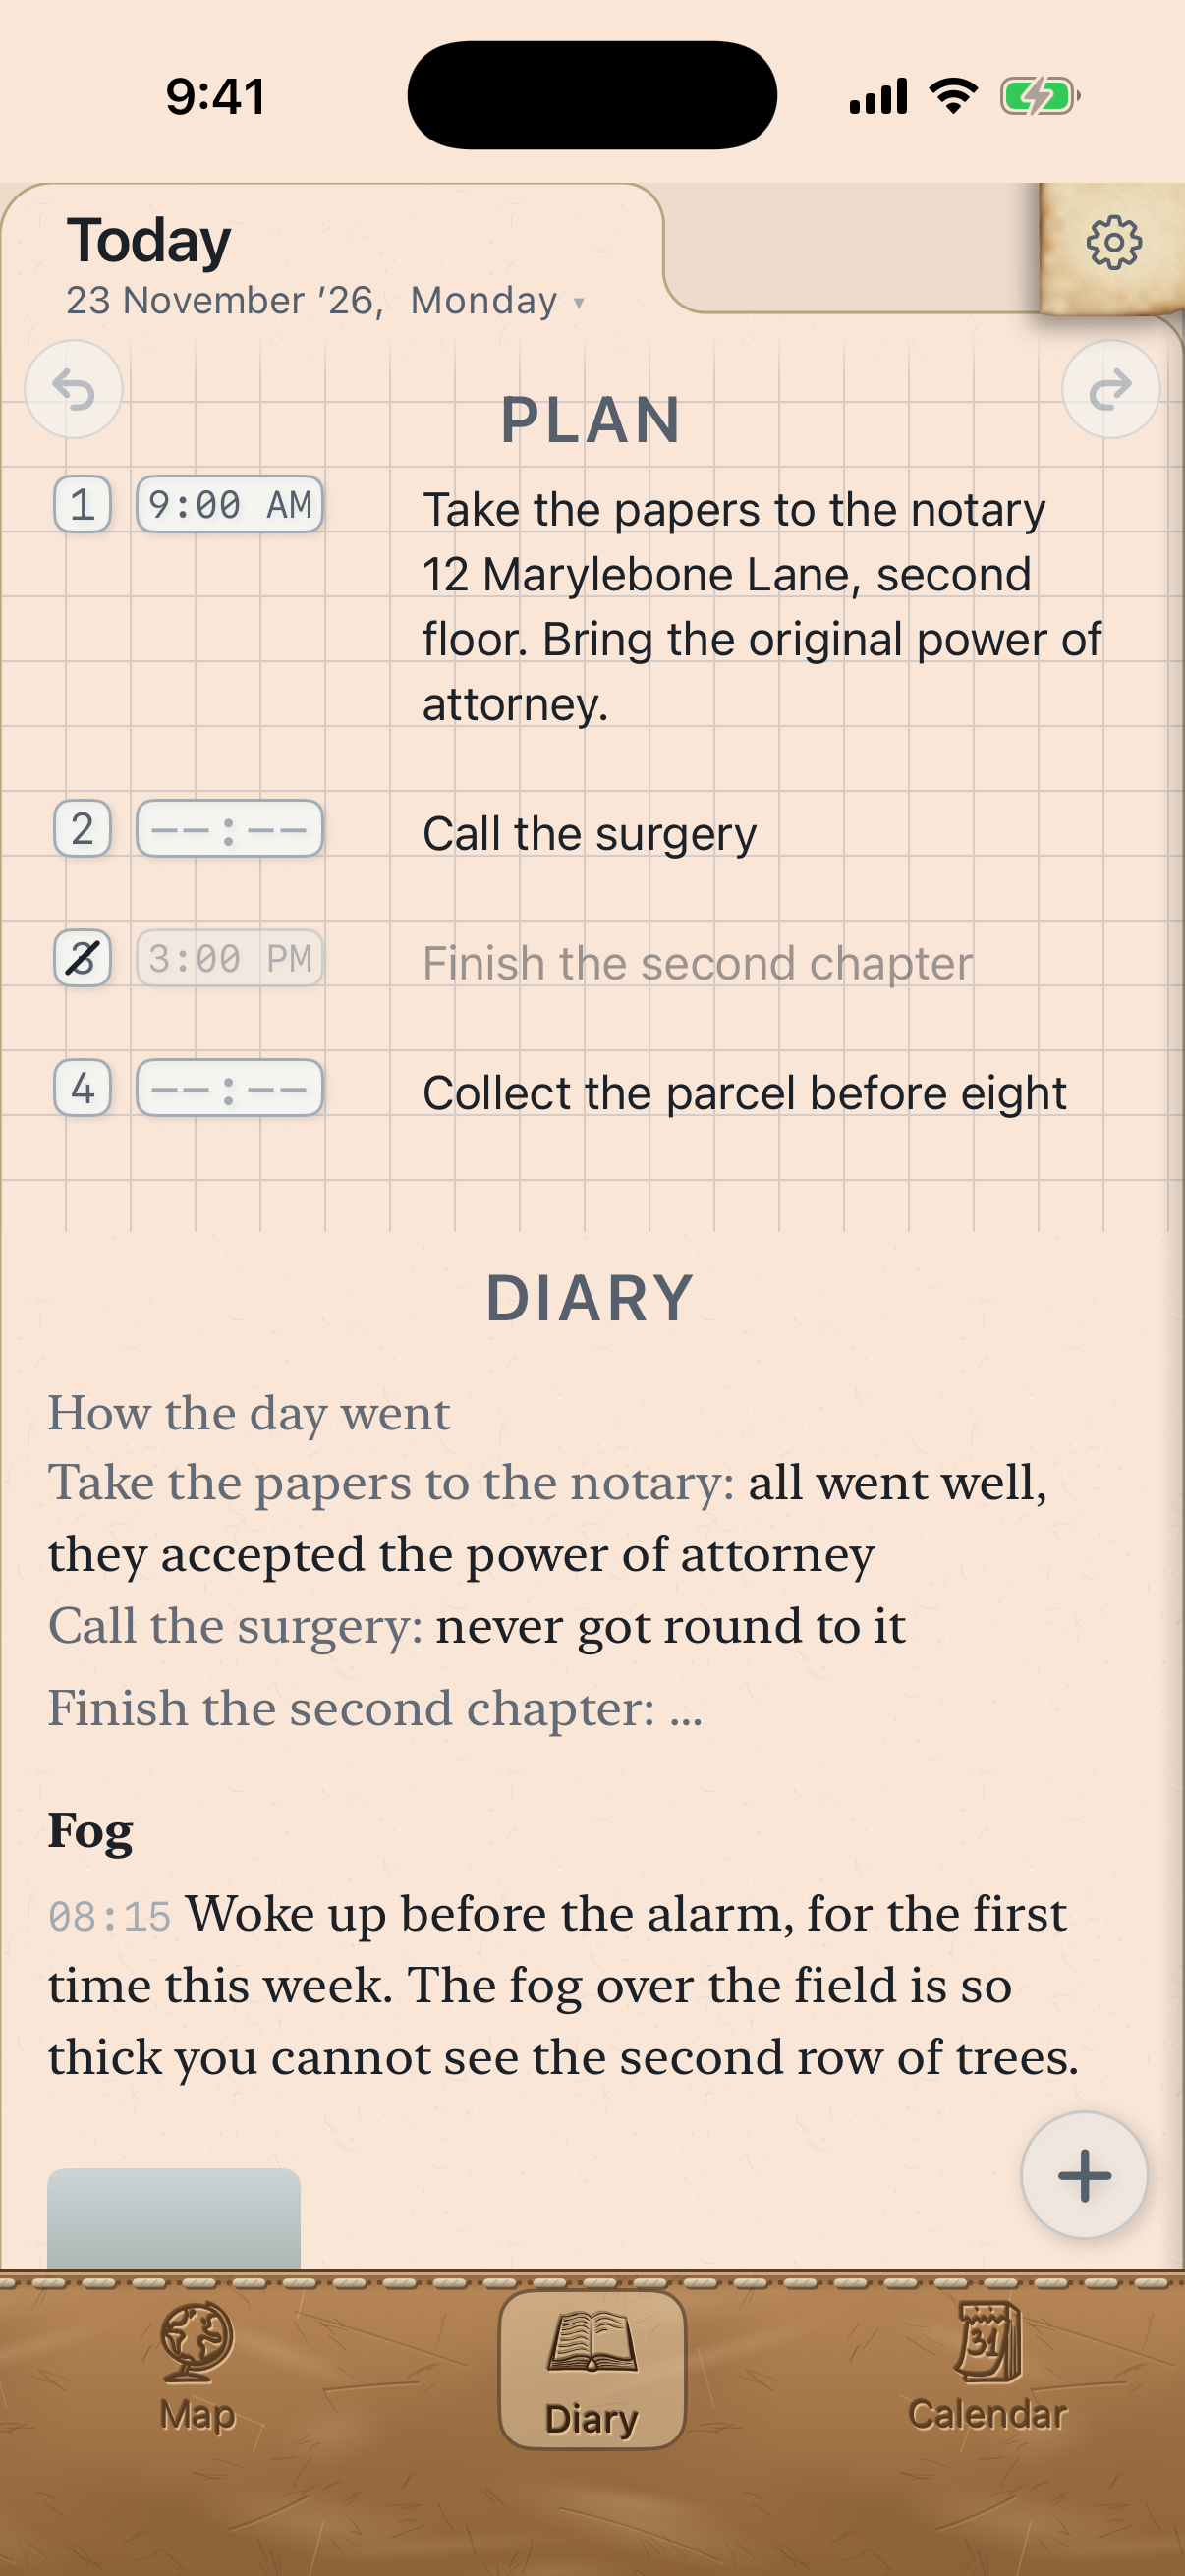 9:41
Today
23 November ’26, Monday ▾
PLAN
1 9:00 AM Take the papers to the notary
12 Marylebone Lane, second
floor. Bring the original power of
attorney.
2 --:-- Call the surgery
3 3:00 PM Finish the second chapter
4 --:-- Collect the parcel before eight
DIARY
How the day went
Take the papers to the notary: all went well,
they accepted the power of attorney
Call the surgery: never got round to it
Finish the second chapter: ...
Fog
08:15 Woke up before the alarm, for the first
time this week. The fog over the field is so
thick you cannot see the second row of trees.
31
Map Diary Calendar